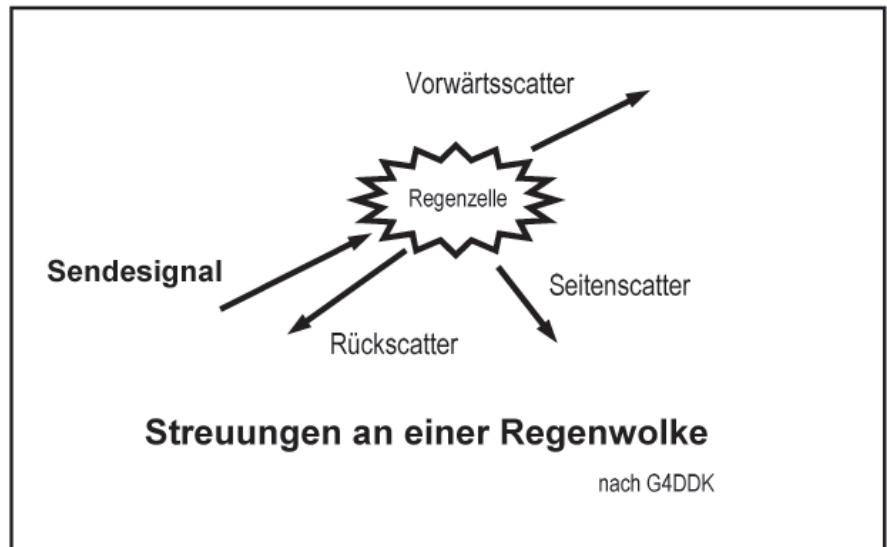 Vorwärtsscatter
Regenzelle
Sendesignal
Seitenscatter
Rückscatter
Streuungen an einer Regenwolke
nach G4DDK